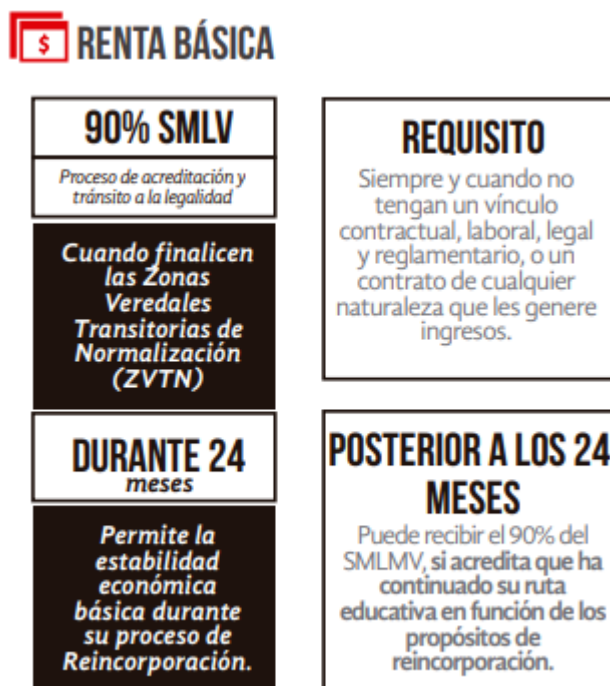 $ RENTA BÁSICA
90% SMLV
Proceso de acreditación y
tránsito a la legalidad
Cuando finalicen
las Zonas
Veredales
Transitorias de
Normalización
(ZVTN)
DURANTE 24
meses
Permite la
estabilidad
económica
básica durante
su proceso de
Reincorporación.
REQUISITO
Siempre y cuando no
tengan un vínculo
contractual, laboral, legal
y reglamentario, o un
contrato de cualquier
naturaleza que les genere
ingresos.
POSTERIOR A LOS 24
MESES
Puede recibir el 90% del
SMLMV, si acredita que ha
continuado su ruta
educativa en función de los
propósitos de
reincorporación.